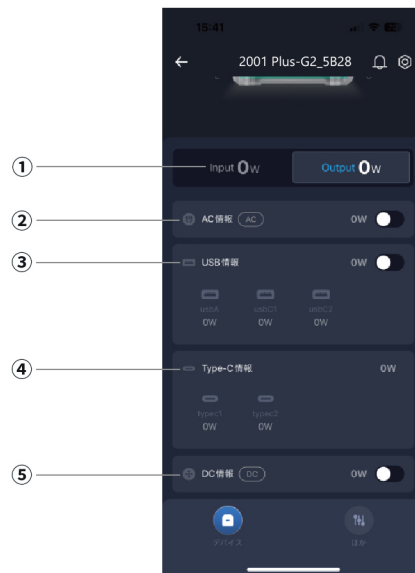 15:41
2001 Plus-G2_5B28
① Input 0w Output 0w
② AC情報 AC 0W
③ USB情報 0W
usbA usbC1 usbC2
0W 0W 0W
④ Type-C情報 0W
typec1 typec2
0W 0W
⑤ DC情報 DC 0W
デバイス ほか